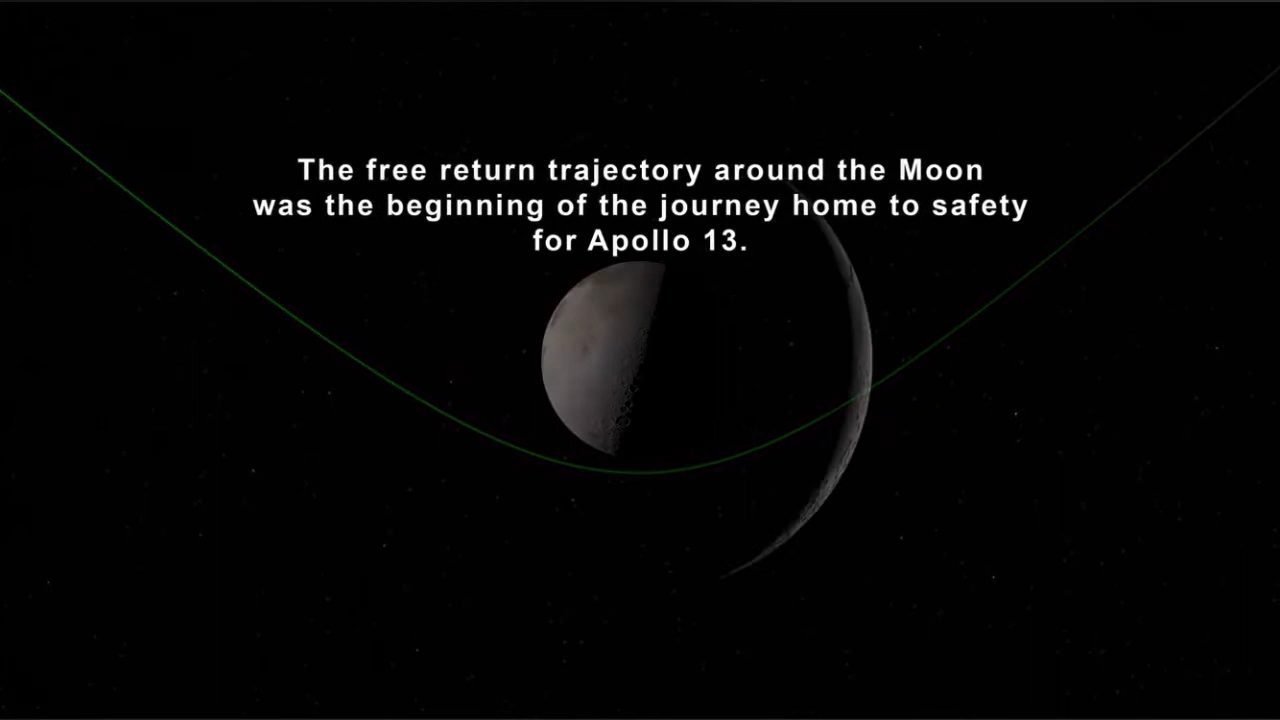 The free return trajectory around the Moon
was the beginning of the journey home to safety
for Apollo 13.